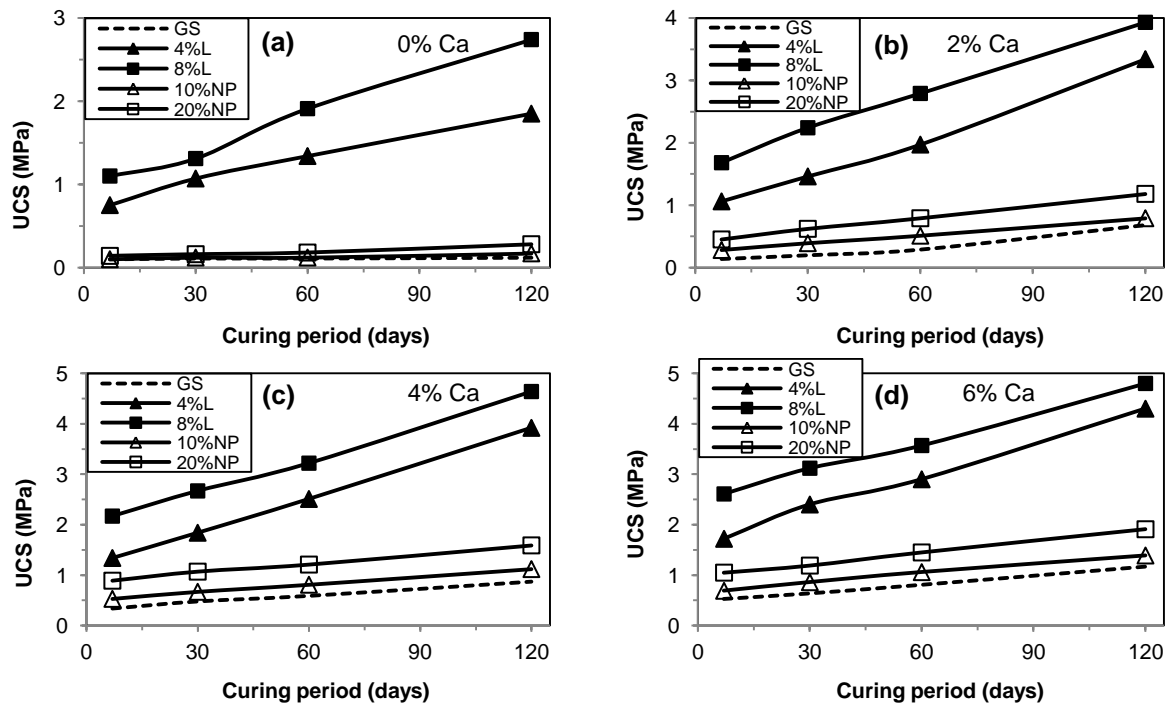 GS
4%L
8%L
10%NP
20%NP
(a)
0% Ca
UCS (MPa)
3
2
1
0
0 30 60 90 120
Curing period (days)
GS
4%L
8%L
10%NP
20%NP
(b)
2% Ca
UCS (MPa)
4
3
2
1
0
0 30 60 90 120
Curing period (days)
GS
4%L
8%L
10%NP
20%NP
(c)
4% Ca
UCS (MPa)
5
4
3
2
1
0
0 30 60 90 120
Curing period (days)
GS
4%L
8%L
10%NP
20%NP
(d)
6% Ca
UCS (MPa)
5
4
3
2
1
0
0 30 60 90 120
Curing period (days)